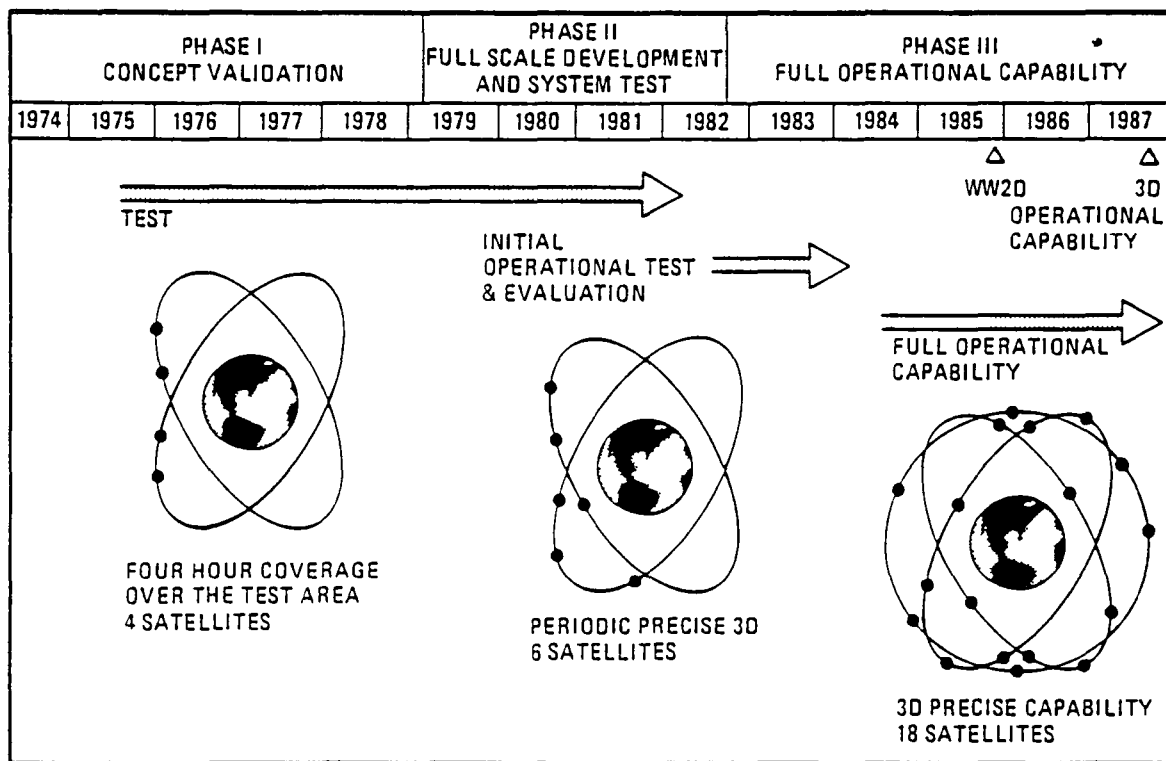 PHASE I
CONCEPT VALIDATION
PHASE II
FULL SCALE DEVELOPMENT
AND SYSTEM TEST
PHASE III
FULL OPERATIONAL CAPABILITY
1974 1975 1976 1977 1978 1979 1980 1981 1982 1983 1984 1985 1986 1987
TEST
WW2D
3D
OPERATIONAL
CAPABILITY
INITIAL
OPERATIONAL TEST
& EVALUATION
FULL OPERATIONAL
CAPABILITY
FOUR HOUR COVERAGE
OVER THE TEST AREA
4 SATELLITES
PERIODIC PRECISE 3D
6 SATELLITES
3D PRECISE CAPABILITY
18 SATELLITES